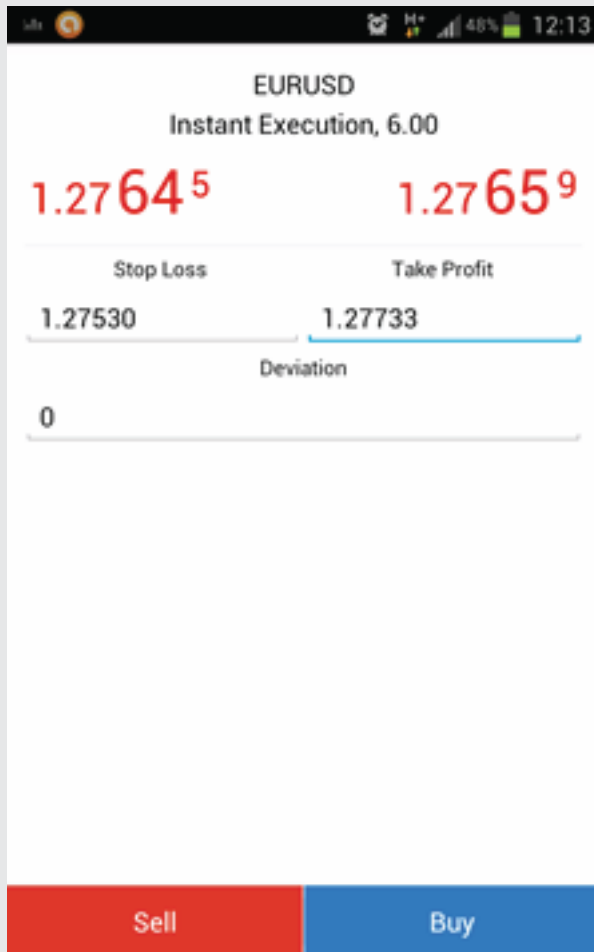 48% 12:13
EURUSD
Instant Execution, 6.00
1.27645 1.27659
Stop Loss Take Profit
1.27530 1.27733
Deviation
0
Sell Buy